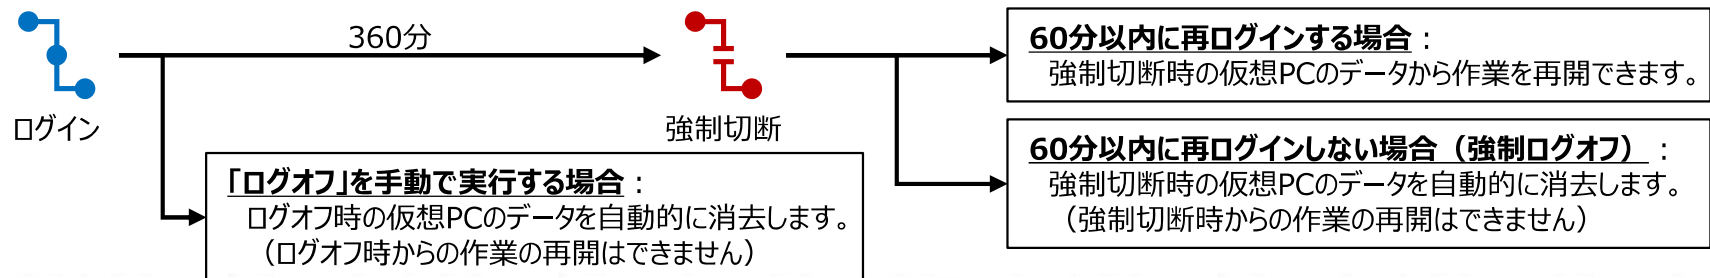 ログイン
360分
強制切断
「ログオフ」を手動で実行する場合：
ログオフ時の仮想PCのデータを自動的に消去します。
（ログオフ時からの作業の再開はできません）
60分以内に再ログインする場合：
強制切断時の仮想PCのデータから作業を再開できます。
60分以内に再ログインしない場合（強制ログオフ）：
強制切断時の仮想PCのデータを自動的に消去します。
（強制切断時からの作業の再開はできません）